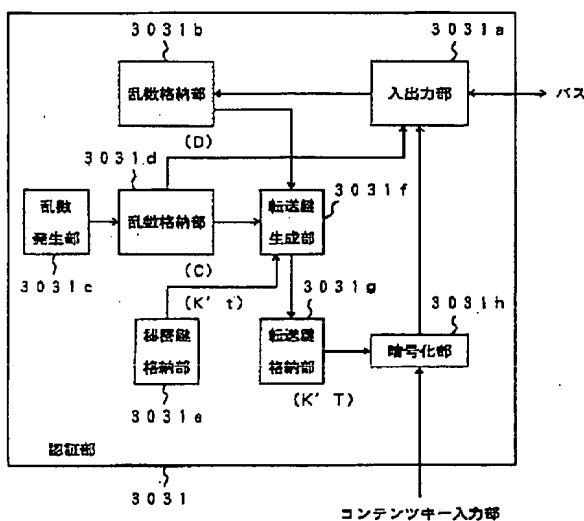 3031b
3031a
乱数格納部
入出力部
バス
(D)
3031d
3031f
乱数
発生部
乱数格納部
転送鍵
生成部
3031c
(C)
(K't)
3031g
3031h
秘密鍵
格納部
転送鍵
格納部
暗号化部
(K'T)
3031e
認証部
3031
コンテンツキー入力部